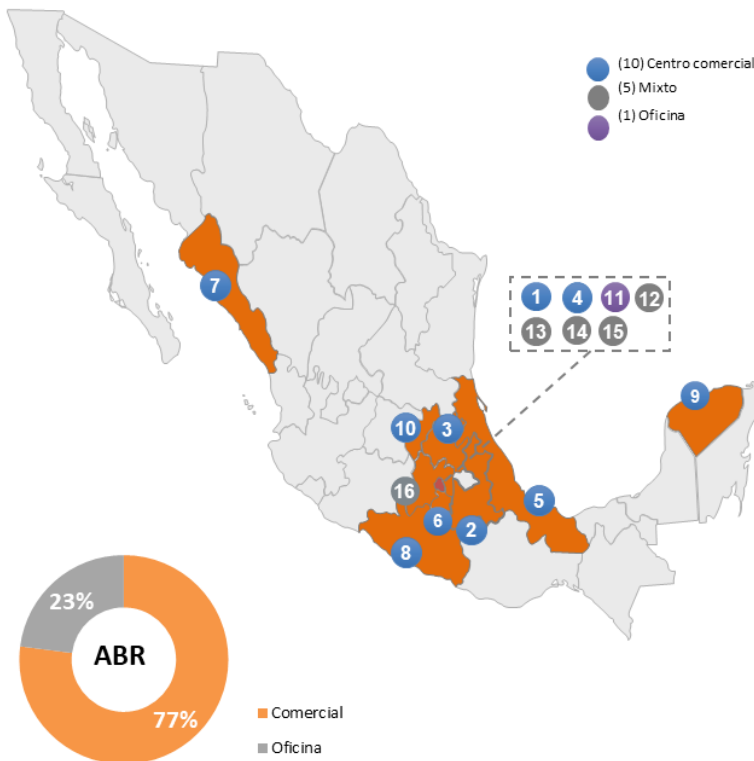 (10) Centro comercial
(5) Mixto
(1) Oficina
7
1 4 11 12
13 14 15
9
10 3
16
5
6 2
8
23%
ABR
77%
Comercial
Oficina